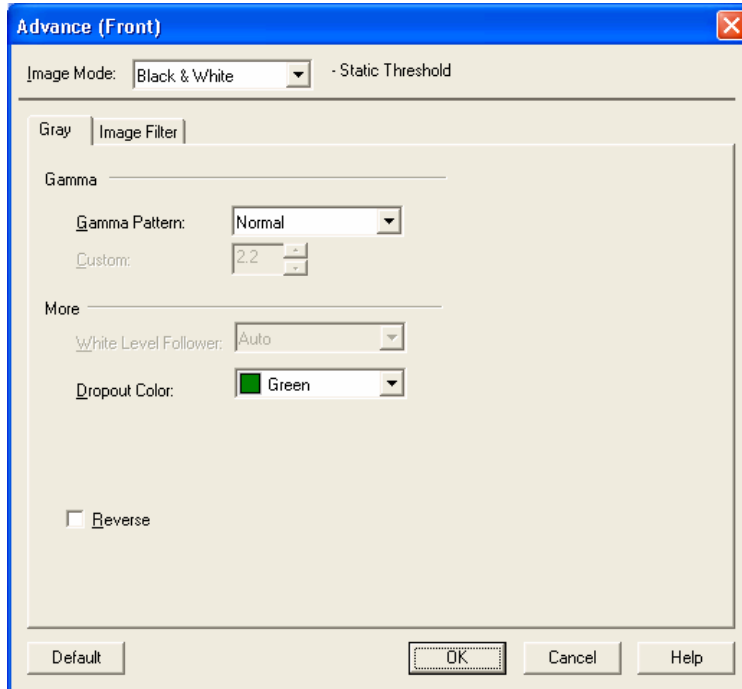 Advance (Front)
Image Mode: Black & White - Static Threshold
Gray Image Filter
Gamma
Gamma Pattern: Normal
Custom: 2.2
More
White Level Follower: Auto
Dropout Color: Green
Reverse
Default OK Cancel Help